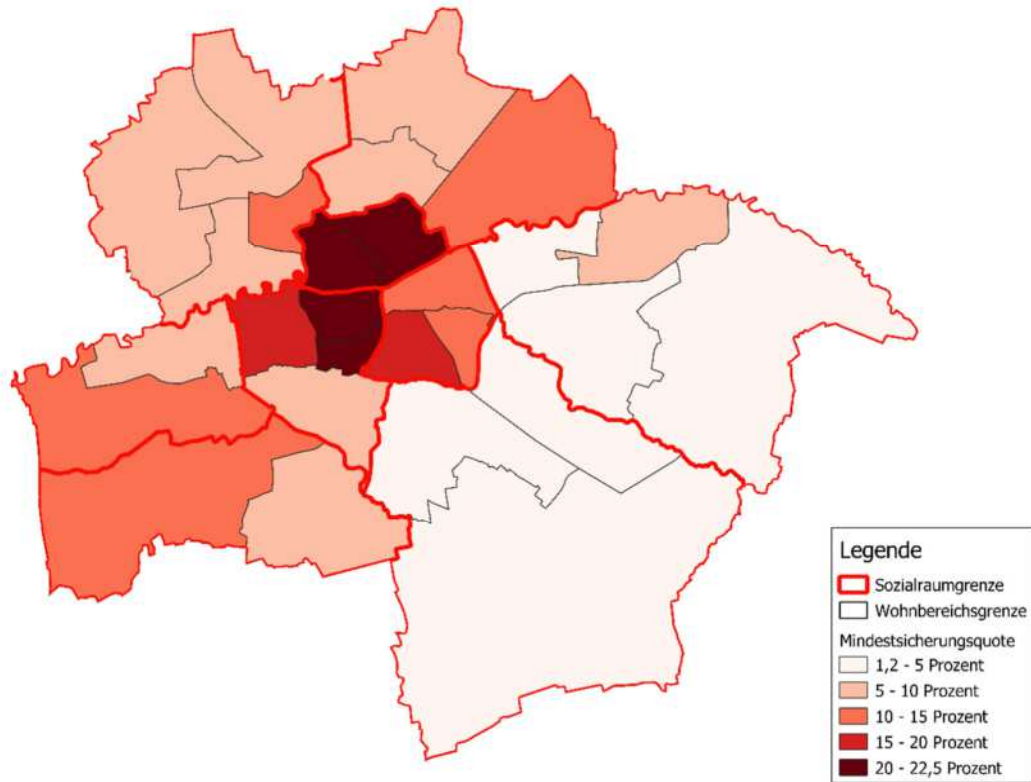 Legende
Sozialraumgrenze
Wohnbereichsgrenze
Mindestsicherungsquote
1,2 - 5 Prozent
5 - 10 Prozent
10 - 15 Prozent
15 - 20 Prozent
20 - 22,5 Prozent